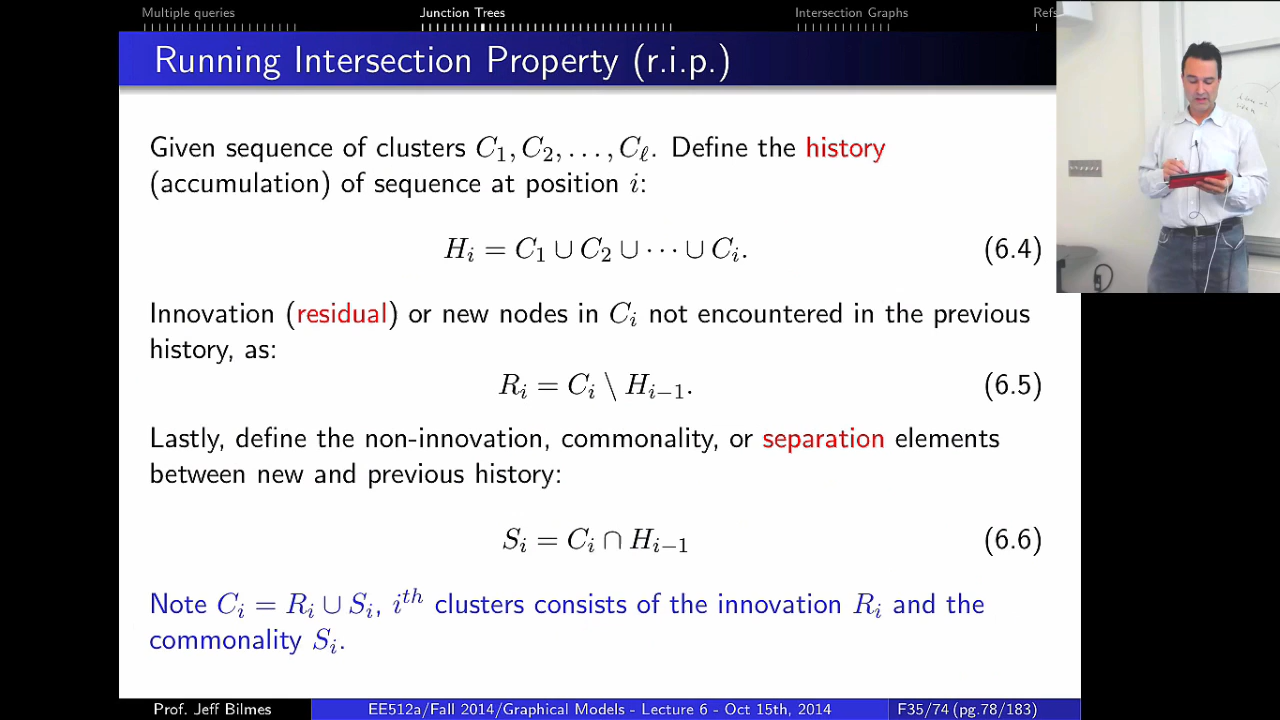 Multiple queries Junction Trees Intersection Graphs Refs
Running Intersection Property (r.i.p.)
Given sequence of clusters C₁, C₂, . . . , Cℓ. Define the history
(accumulation) of sequence at position i:
Hᵢ = C₁ ∪ C₂ ∪ ⋯ ∪ Cᵢ. (6.4)
Innovation (residual) or new nodes in Cᵢ not encountered in the previous
history, as:
Rᵢ = Cᵢ \ Hᵢ₋₁. (6.5)
Lastly, define the non-innovation, commonality, or separation elements
between new and previous history:
Sᵢ = Cᵢ ∩ Hᵢ₋₁ (6.6)
Note Cᵢ = Rᵢ ∪ Sᵢ, iᵗʰ clusters consists of the innovation Rᵢ and the
commonality Sᵢ.
Prof. Jeff Bilmes EE512a/Fall 2014/Graphical Models - Lecture 6 - Oct 15th, 2014 F35/74 (pg.78/183)